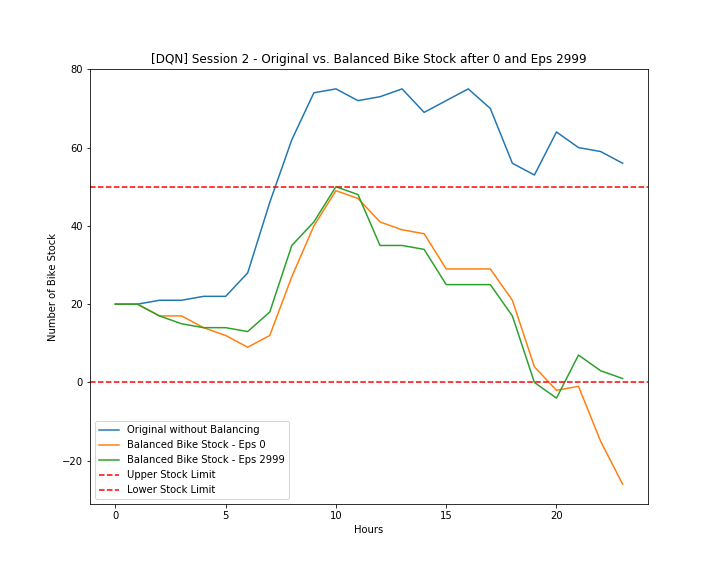 [DQN] Session 2 - Original vs. Balanced Bike Stock after 0 and Eps 2999
80
60
40
20
0
−20
Number of Bike Stock
Original without Balancing
Balanced Bike Stock - Eps 0
Balanced Bike Stock - Eps 2999
Upper Stock Limit
Lower Stock Limit
0 5 10 15 20
Hours